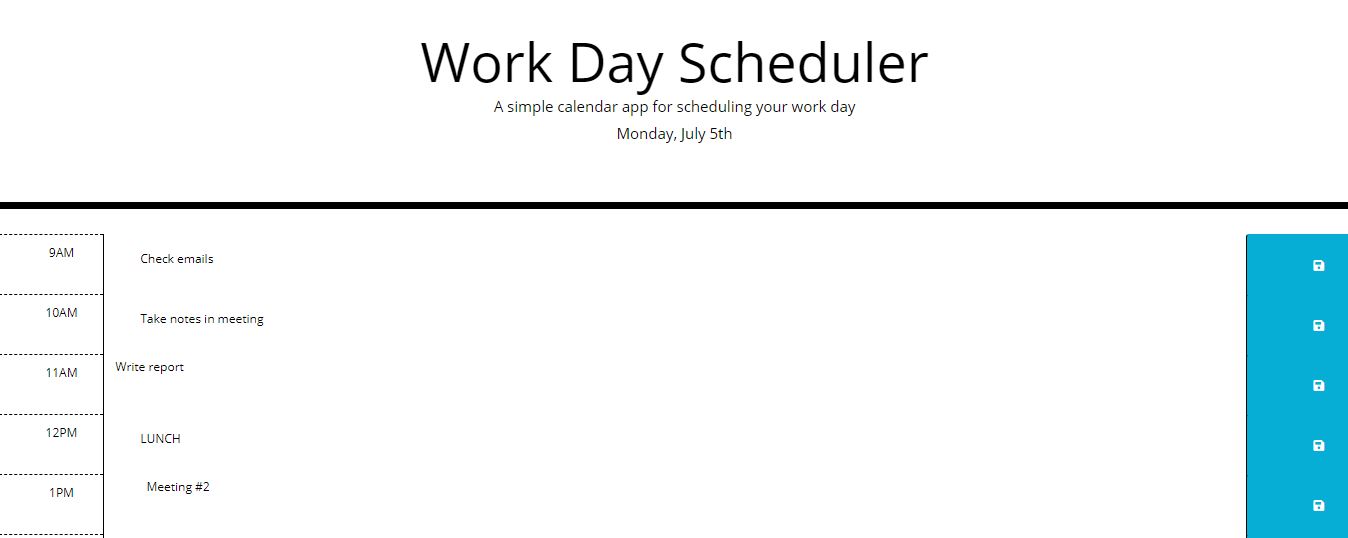 Work Day Scheduler
A simple calendar app for scheduling your work day
Monday, July 5th
9AM Check emails
10AM Take notes in meeting
11AM Write report
12PM LUNCH
1PM Meeting #2